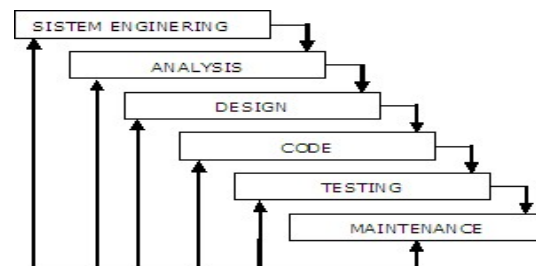 SISTEM ENGINERING
ANALYSIS
DESIGN
CODE
TESTING
MAINTENANCE